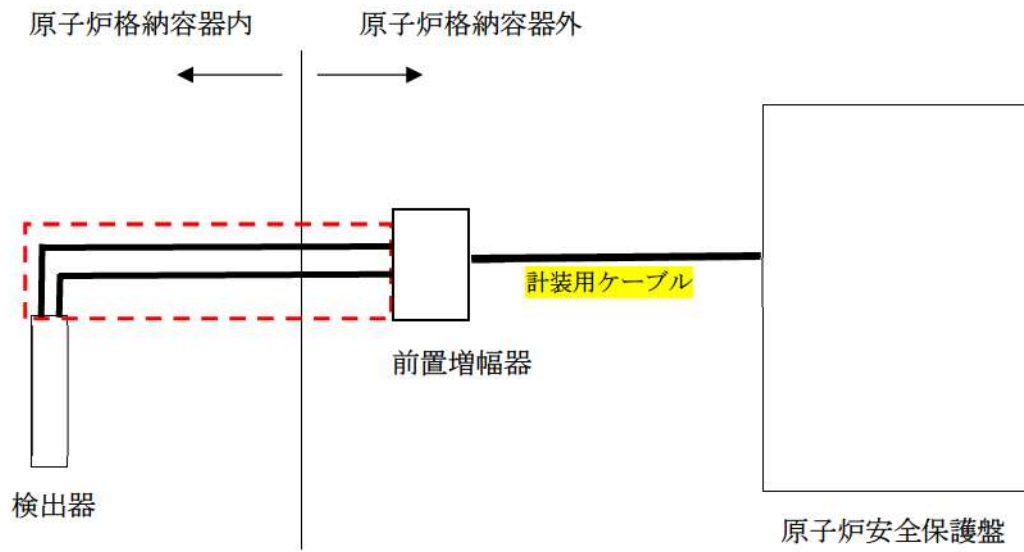 原子炉格納容器内
原子炉格納容器外
計装用ケーブル
前置増幅器
検出器
原子炉安全保護盤